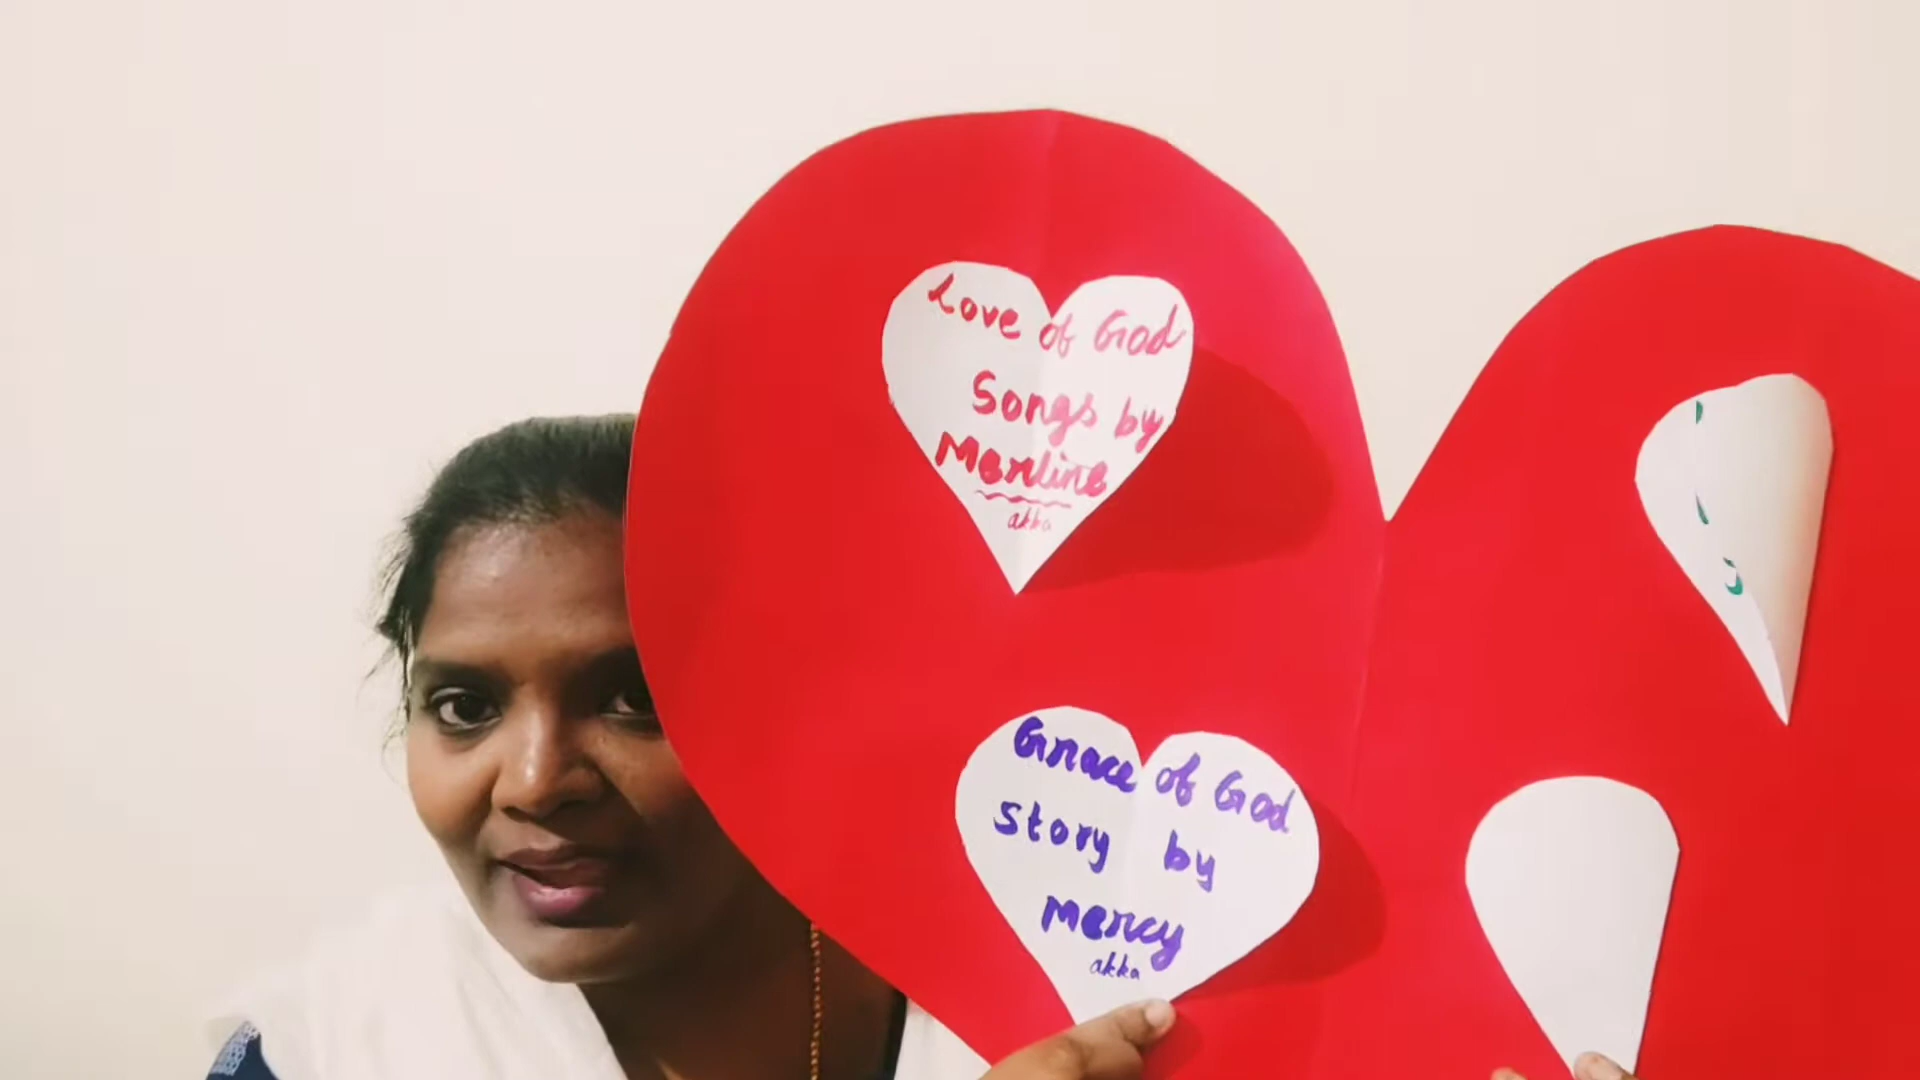 Love of God
Songs by
Merline
akka
Grace of God
Story by
Mercy
akka